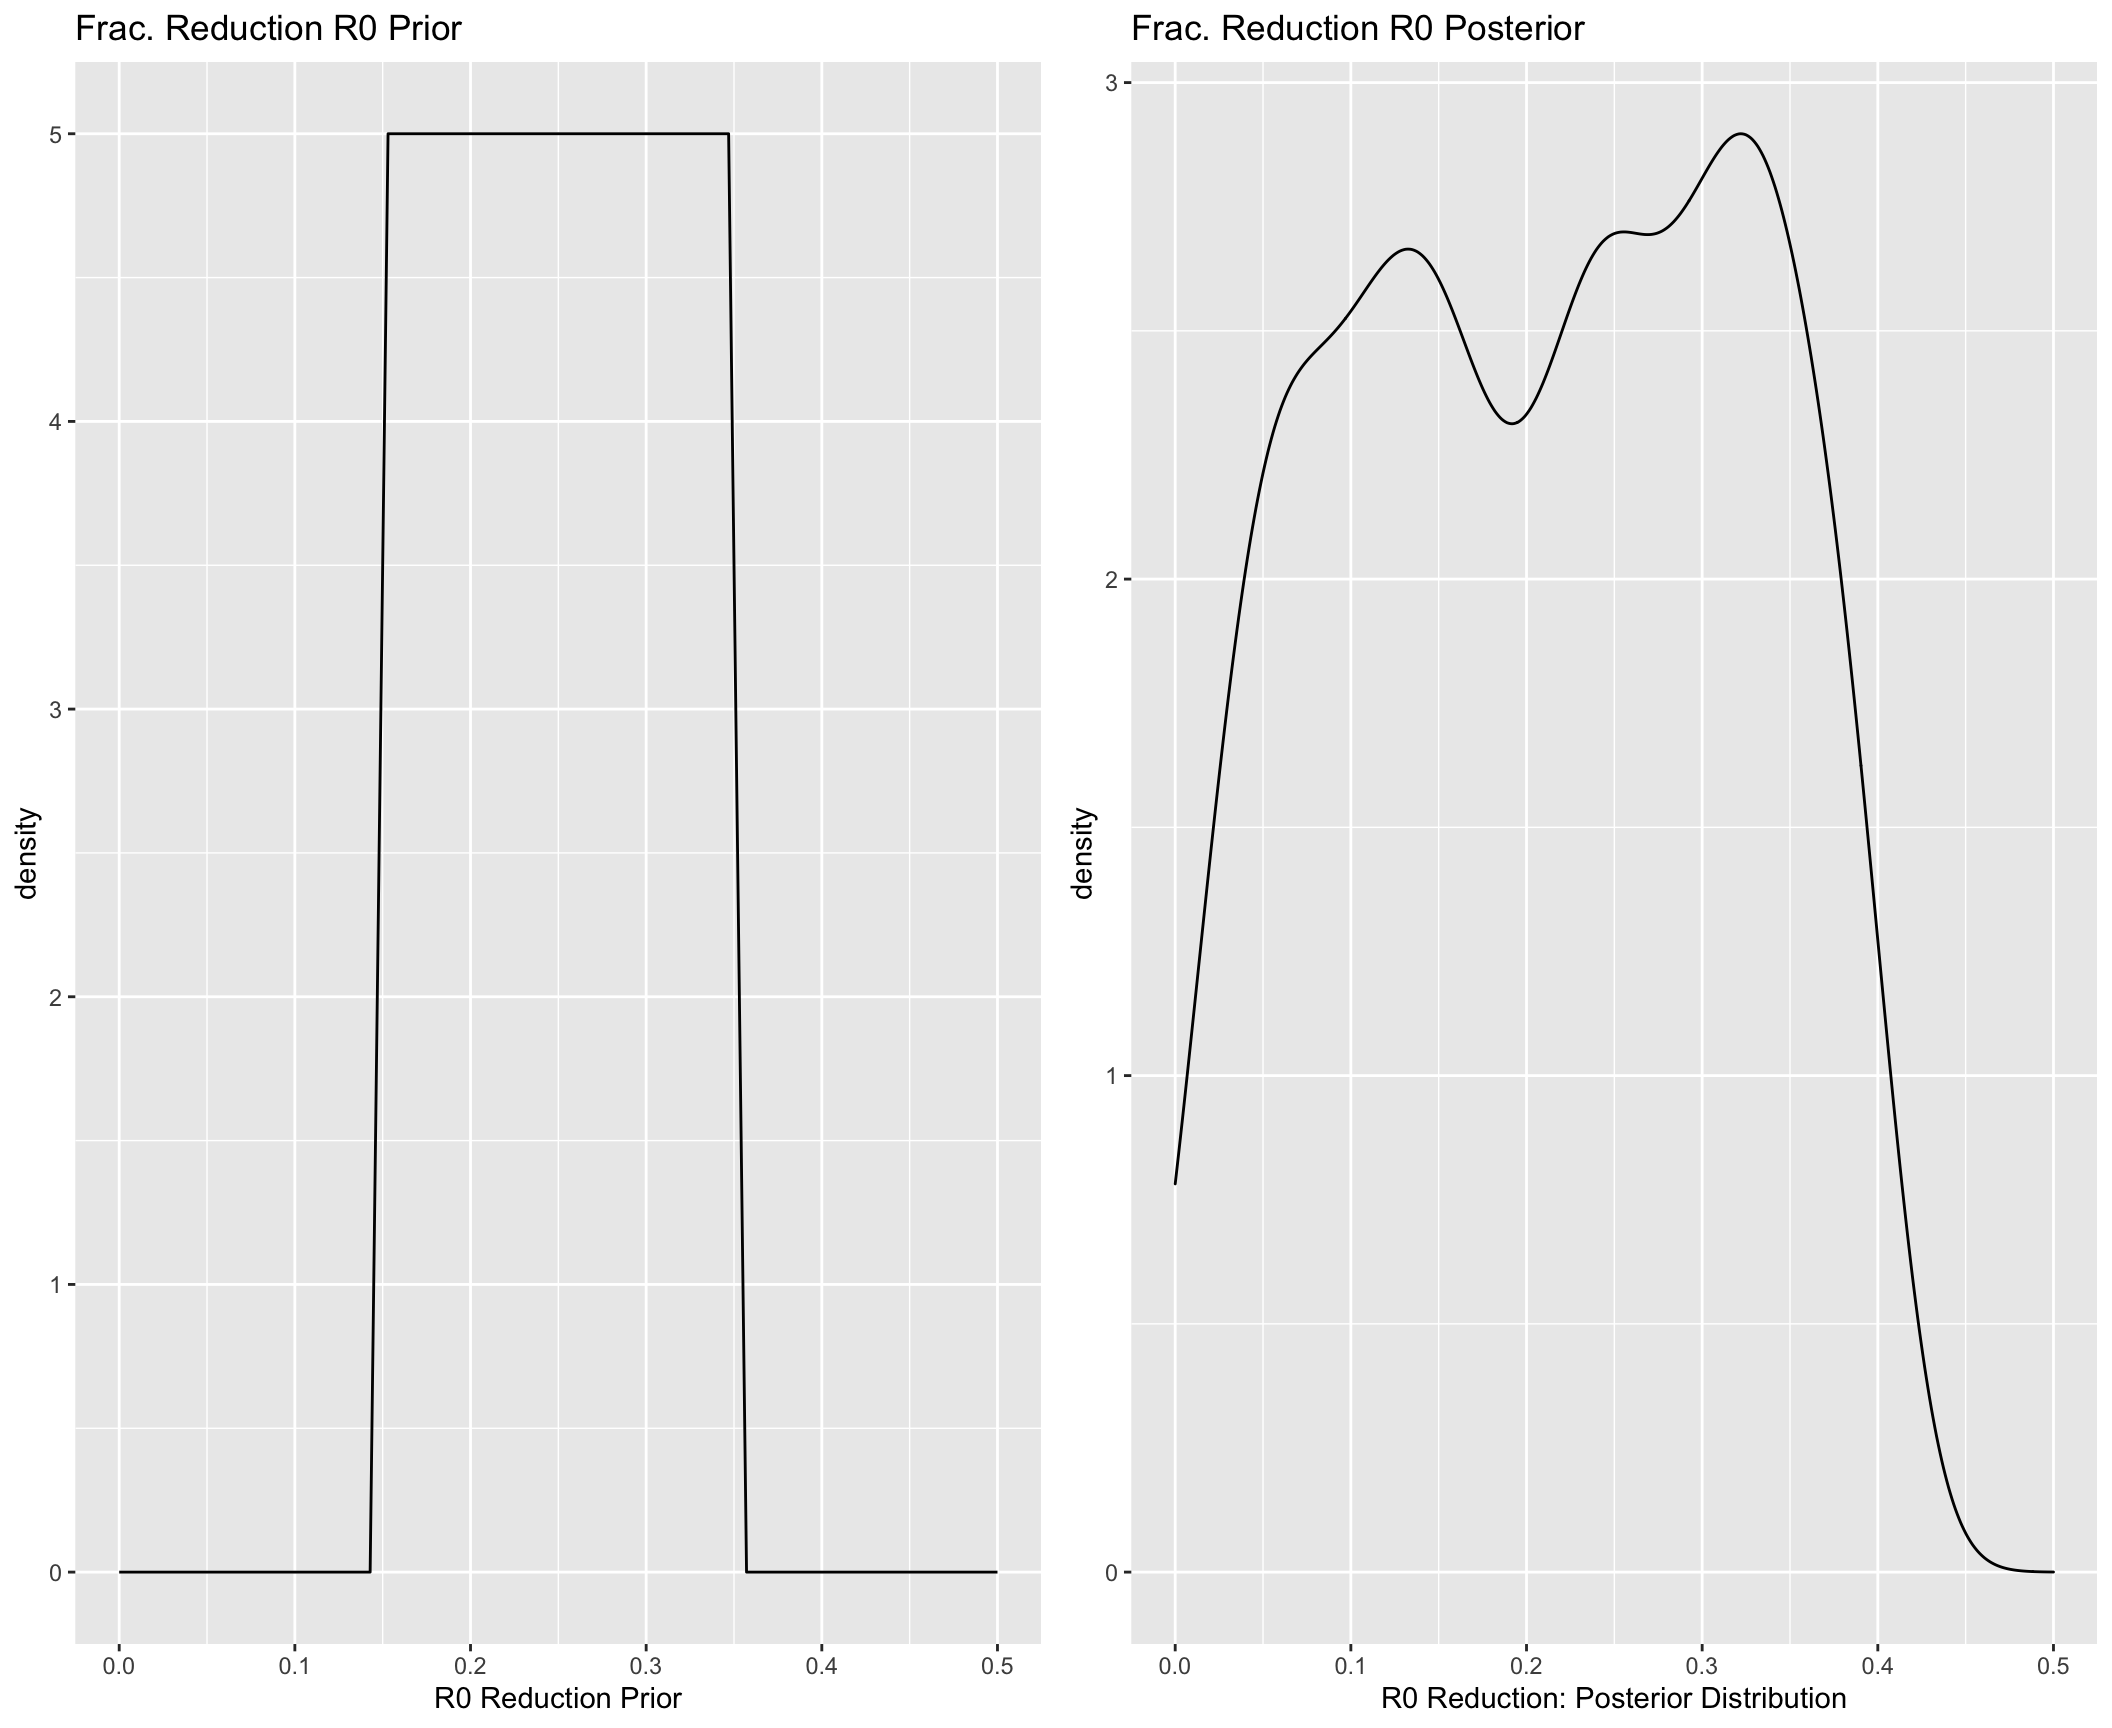 Frac. Reduction R0 Prior
5
4
3
2
1
0
density
0.0 0.1 0.2 0.3 0.4 0.5
R0 Reduction Prior
Frac. Reduction R0 Posterior
3
2
1
0
density
0.0 0.1 0.2 0.3 0.4 0.5
R0 Reduction: Posterior Distribution